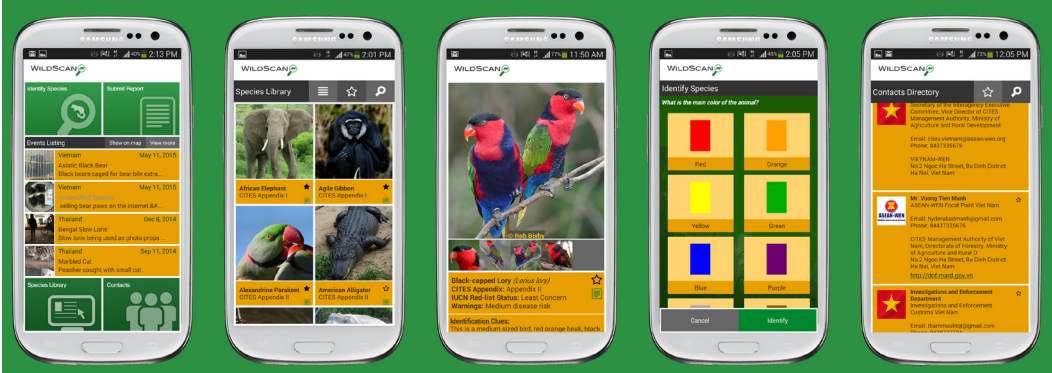 SAMSUNG
2:13 PM
WILDSCAN
Identify Species
Submit Report
Events Listing
Show on map
View more
Vietnam
May 11, 2015
Asiatic Black Bear
Black bears caged for bear bile extra...
Vietnam
May 11, 2015
selling bear paws on the internet.&#...
Thailand
Dec 8, 2014
Bengal Slow Loris
Slow loris being used as photo props ...
Thailand
Sep 11, 2014
Marbled Cat
Poacher caught with small cat
Species Library
Contacts
SAMSUNG
47% 2:01 PM
WILDSCAN
Species Library
African Elephant
CITES Appendix I
Agile Gibbon
CITES Appendix I
Alexandrine Parakeet
CITES Appendix II
American Alligator
CITES Appendix II
SAMSUNG
11:50 AM
WILDSCAN
© Rob Bixby
Black-capped Lory (Lorius lory)
CITES Appendix: Appendix II
IUCN Red-list Status: Least Concern
Warnings: Medium disease risk
Identification Clues:
This is a medium sized bird, red orange beak, black
SAMSUNG
2:05 PM
WILDSCAN
Identify Species
What is the main color of the animal?
Red
Orange
Yellow
Green
Blue
Purple
Cancel
Identify
SAMSUNG
12:05 PM
WILDSCAN
Contacts Directory
Secretary of the Interagency Executive
Committee, Vice Director of CITES
Management Authority, Ministry of
Agriculture and Rural Development
Email: cites.vietnam@asean-wen.org
Phone: 84437335676
VIETNAM-WEN
No.2 Ngoc Ha Street, Ba Dinh District
Ha Noi, Viet Nam
ASEAN-WEN
Mr. Vuong Tien Manh
ASEAN-WEN Focal Point Viet Nam
Email: hyderabadmanh@gmail.com
Phone: 84437335676
CITES Management Authority of Viet
Nam, Directorate of Forestry, Ministry
of Agriculture and Rural D
No.2 Ngoc Ha Street, Ba Dinh District
Ha Noi, Viet Nam
http://dof.mard.gov.vn
Investigations and Enforcement
Department
Investigations and Enforcement
Customs Viet Nam